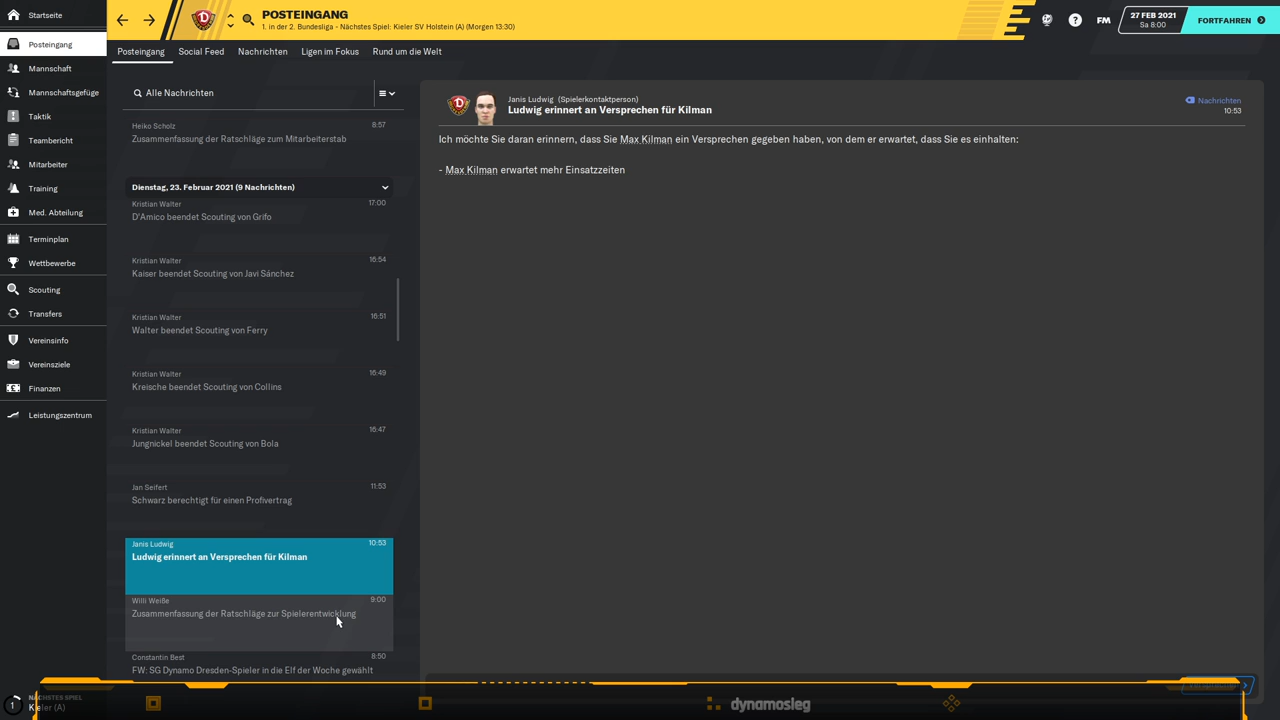 Startseite
Posteingang
Mannschaft
Mannschaftsgefüge
Taktik
Teambericht
Mitarbeiter
Training
Med. Abteilung
Terminplan
Wettbewerbe
Scouting
Transfers
Vereinsinfo
Vereinsziele
Finanzen
Leistungszentrum
POSTEINGANG
1. in der 2. Bundesliga - Nächstes Spiel: Kieler SV Holstein (A) (Morgen 13:30)
FM
27 FEB 2021
Sa 8:00
FORTFAHREN
Posteingang Social Feed Nachrichten Ligen im Fokus Rund um die Welt
Alle Nachrichten
Heiko Scholz 8:57
Zusammenfassung der Ratschläge zum Mitarbeiterstab
Dienstag, 23. Februar 2021 (9 Nachrichten)
Kristian Walter 17:00
D'Amico beendet Scouting von Grifo
Kristian Walter 16:54
Kaiser beendet Scouting von Javi Sánchez
Kristian Walter 16:51
Walter beendet Scouting von Ferry
Kristian Walter 16:49
Kreische beendet Scouting von Collins
Kristian Walter 16:47
Jungnickel beendet Scouting von Bola
Jan Seifert 11:53
Schwarz berechtigt für einen Profivertrag
Janis Ludwig 10:53
Ludwig erinnert an Versprechen für Kilman
Willi Weiße 9:00
Zusammenfassung der Ratschläge zur Spielerentwicklung
Constantin Best 8:50
FW: SG Dynamo Dresden-Spieler in die Elf der Woche gewählt
Janis Ludwig (Spielerkontaktperson)
Ludwig erinnert an Versprechen für Kilman
Nachrichten
10:53
Ich möchte Sie daran erinnern, dass Sie Max Kilman ein Versprechen gegeben haben, von dem er erwartet, dass Sie es einhalten:
- Max Kilman erwartet mehr Einsatzzeiten
1
NÄCHSTES SPIEL
Kieler (A)
dynamosleg